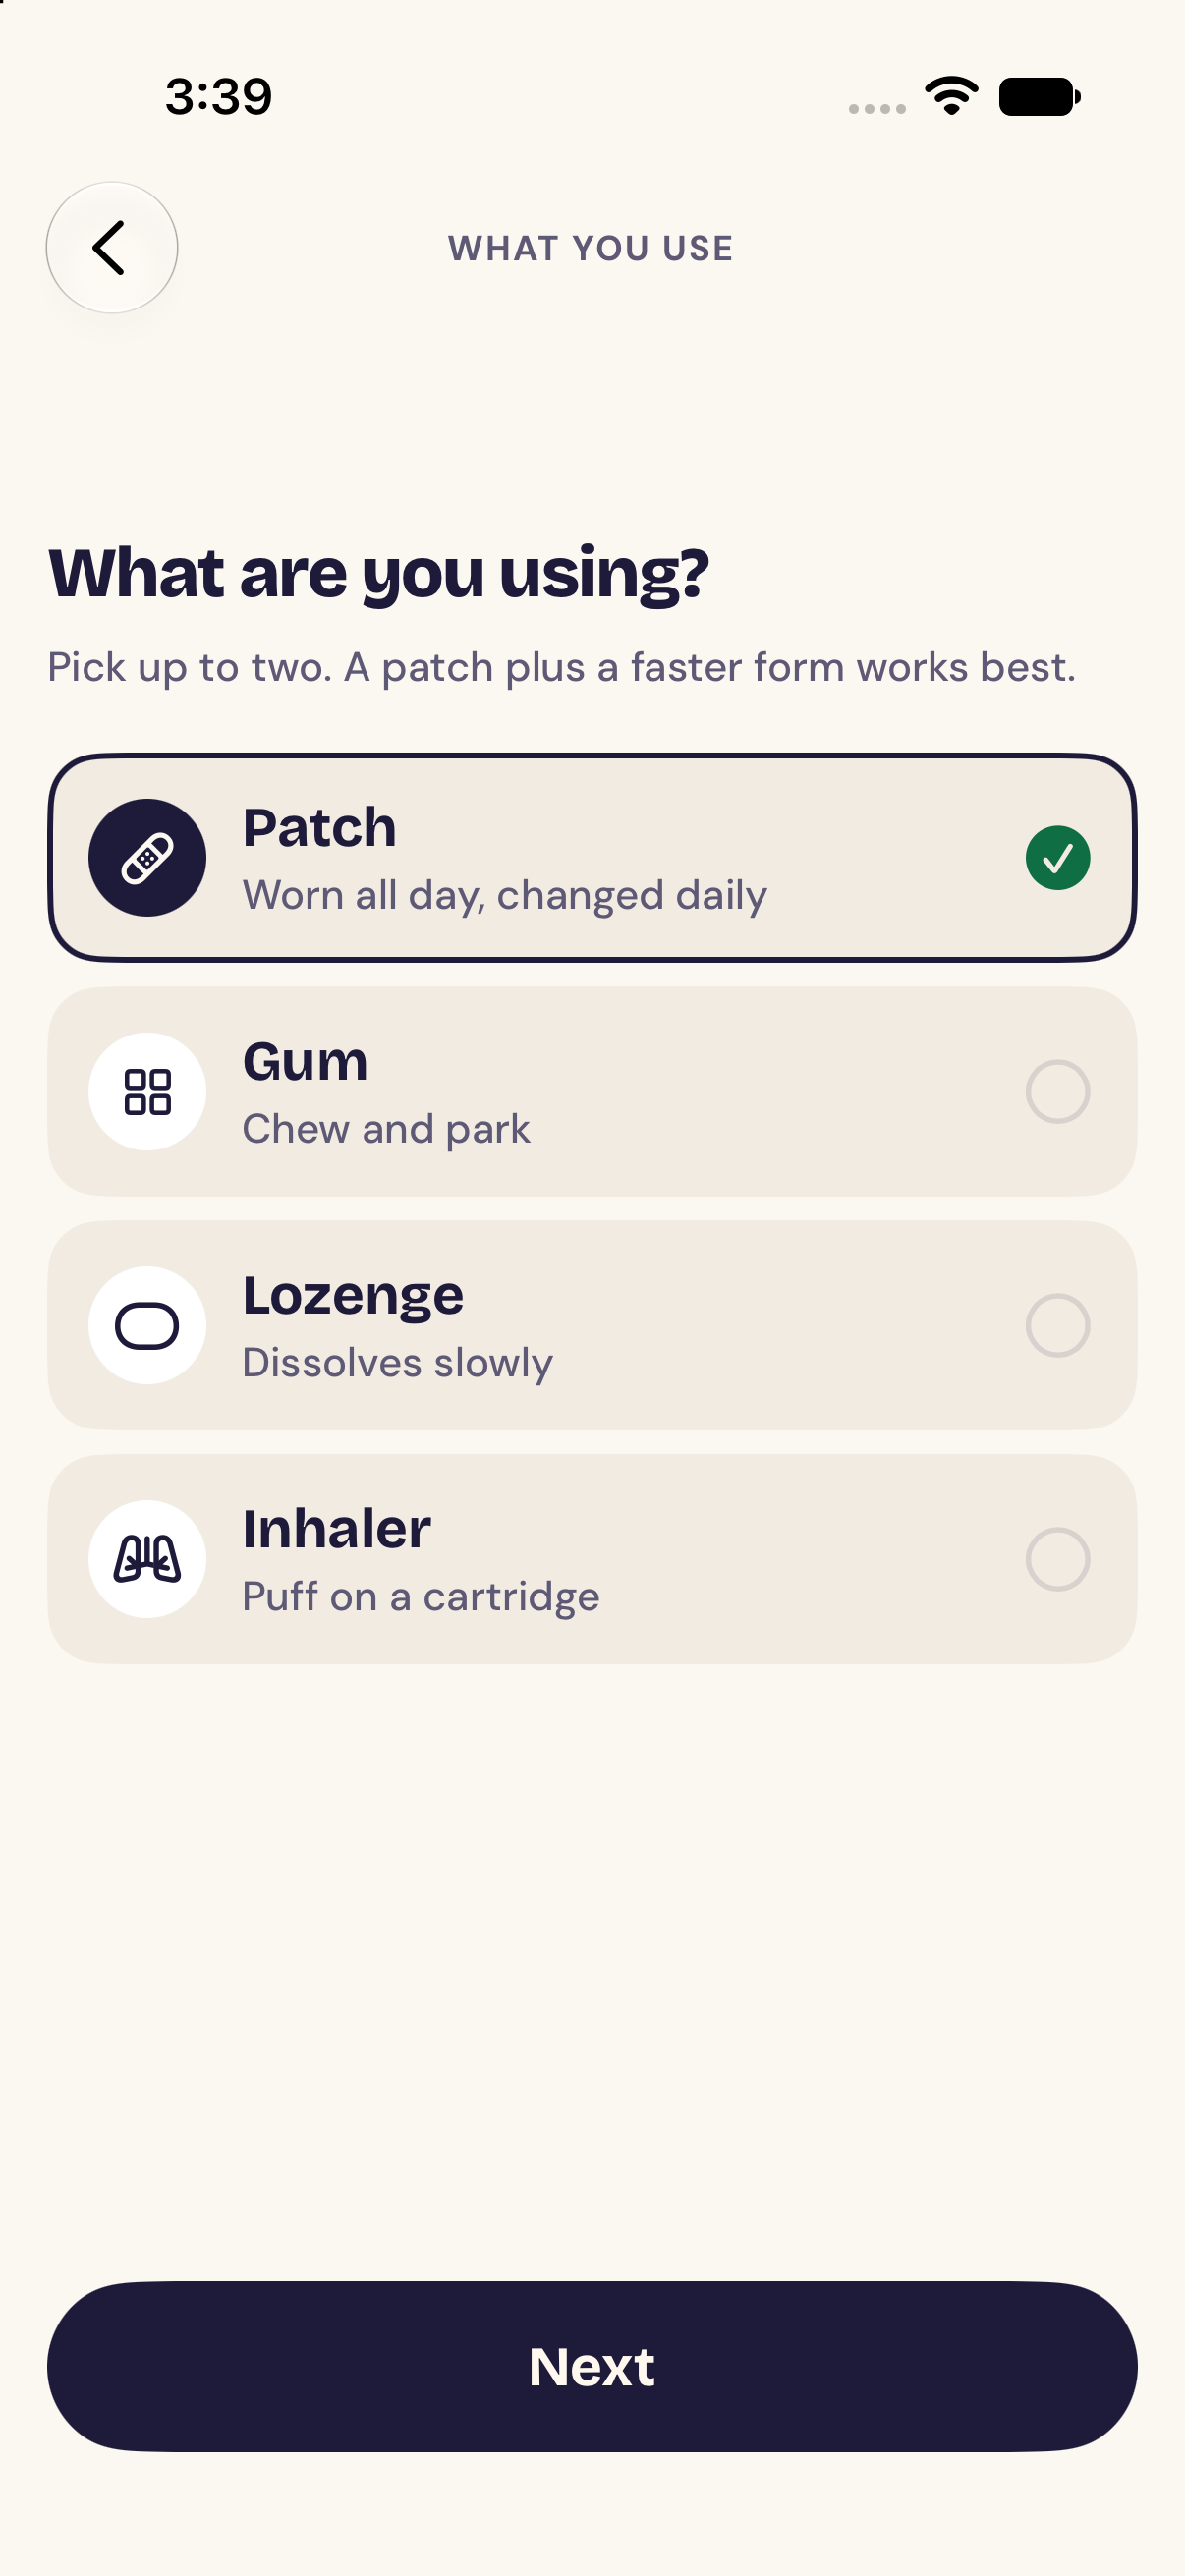 3:39
WHAT YOU USE
What are you using?
Pick up to two. A patch plus a faster form works best.
Patch
Worn all day, changed daily
Gum
Chew and park
Lozenge
Dissolves slowly
Inhaler
Puff on a cartridge
Next